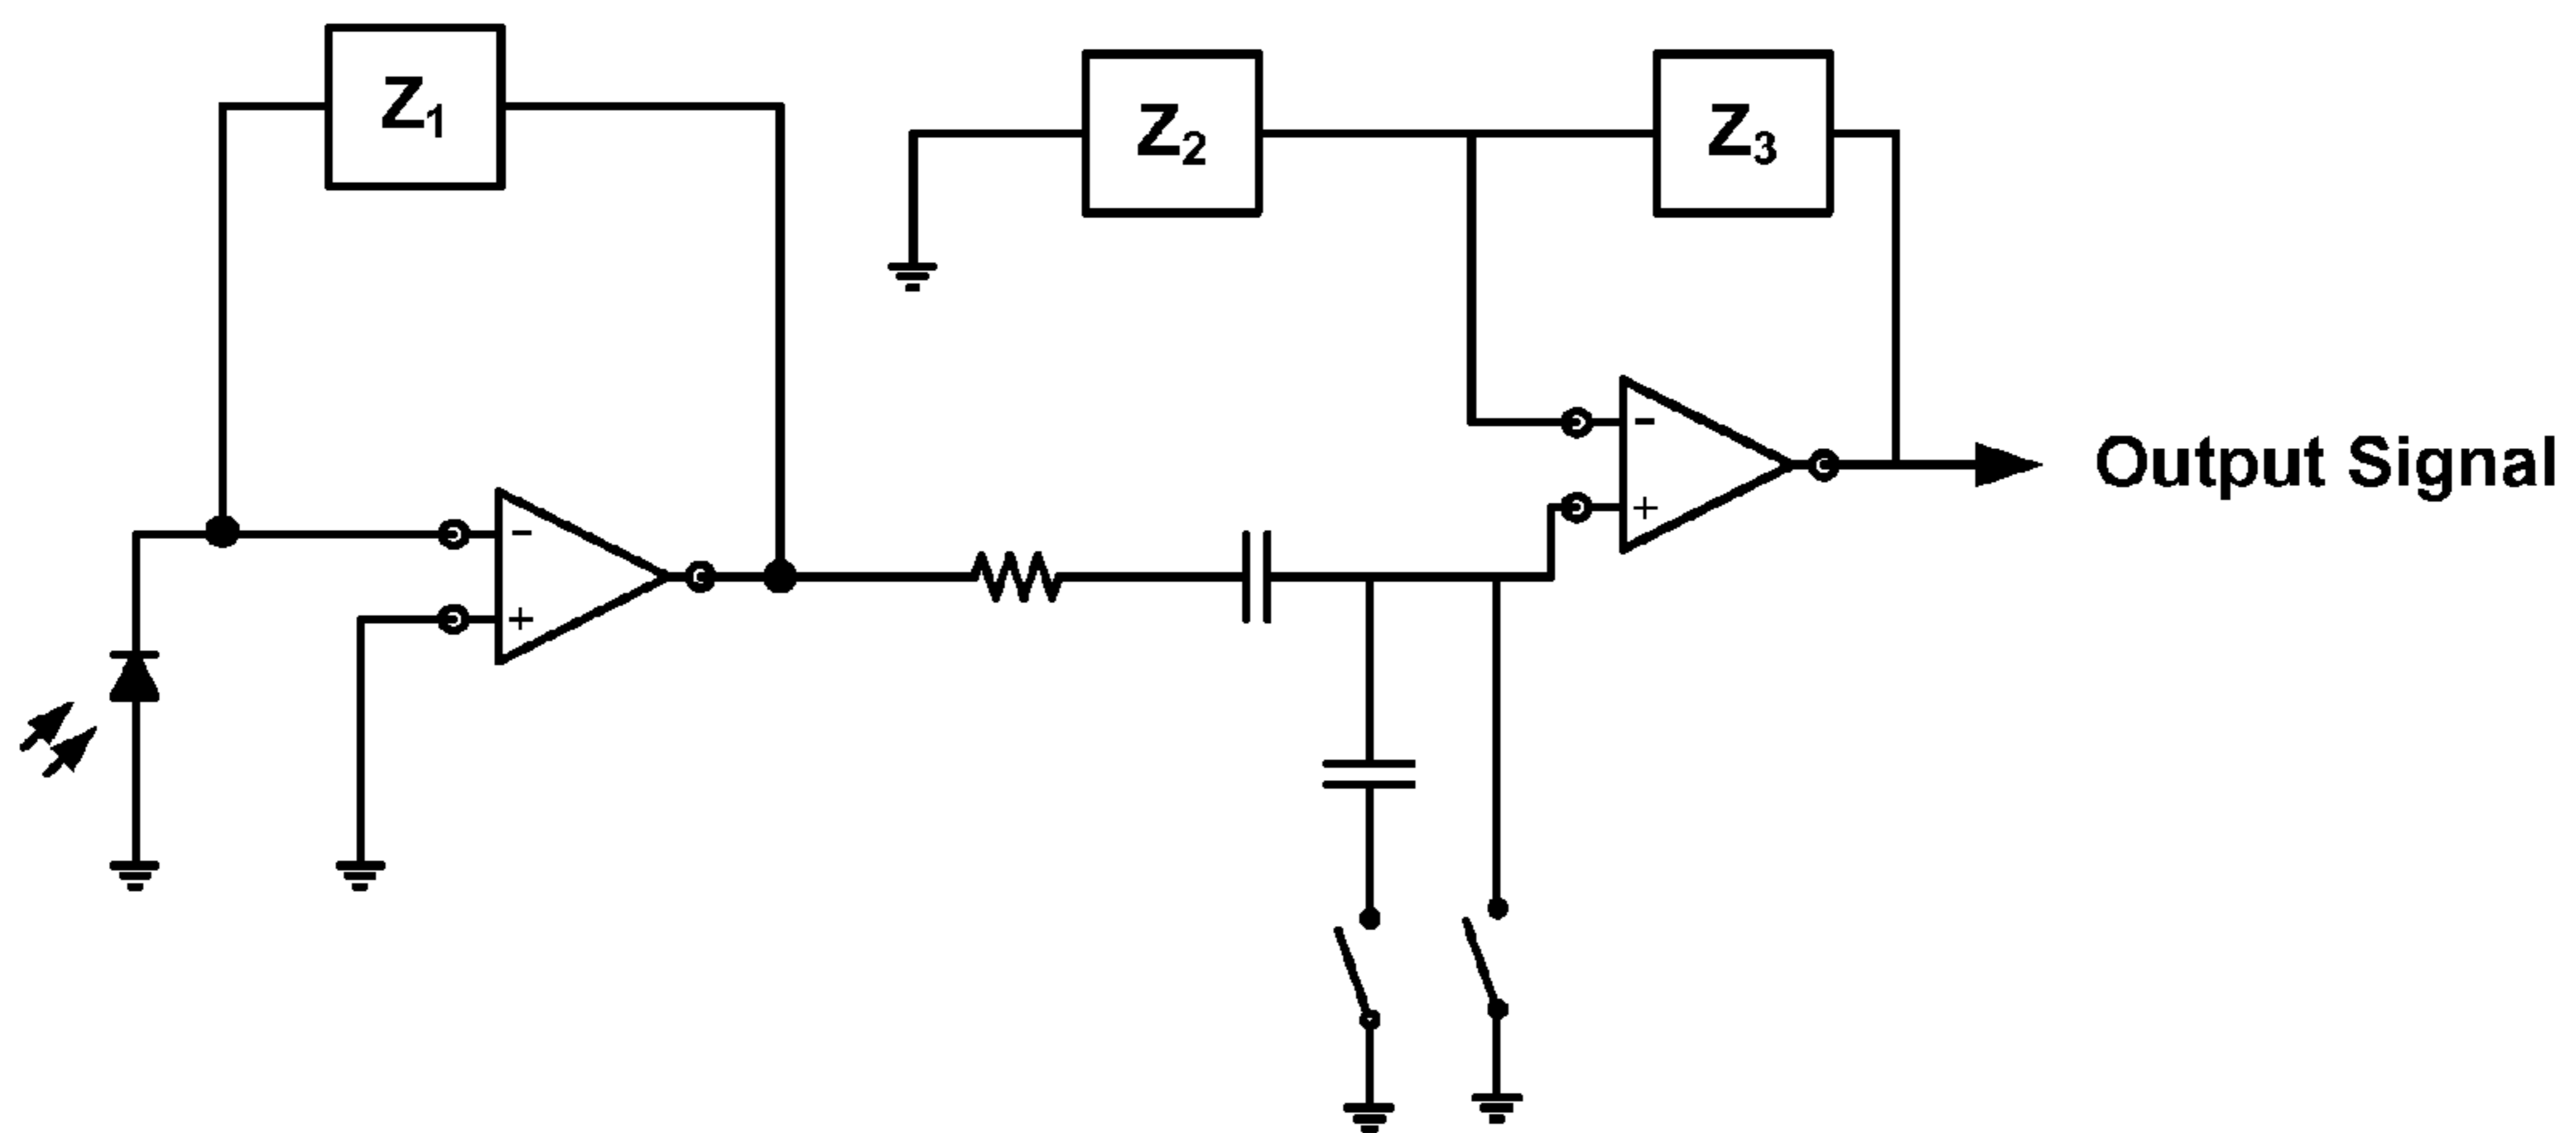 Z1
Z2
Z3
-
+
-
+
Output Signal